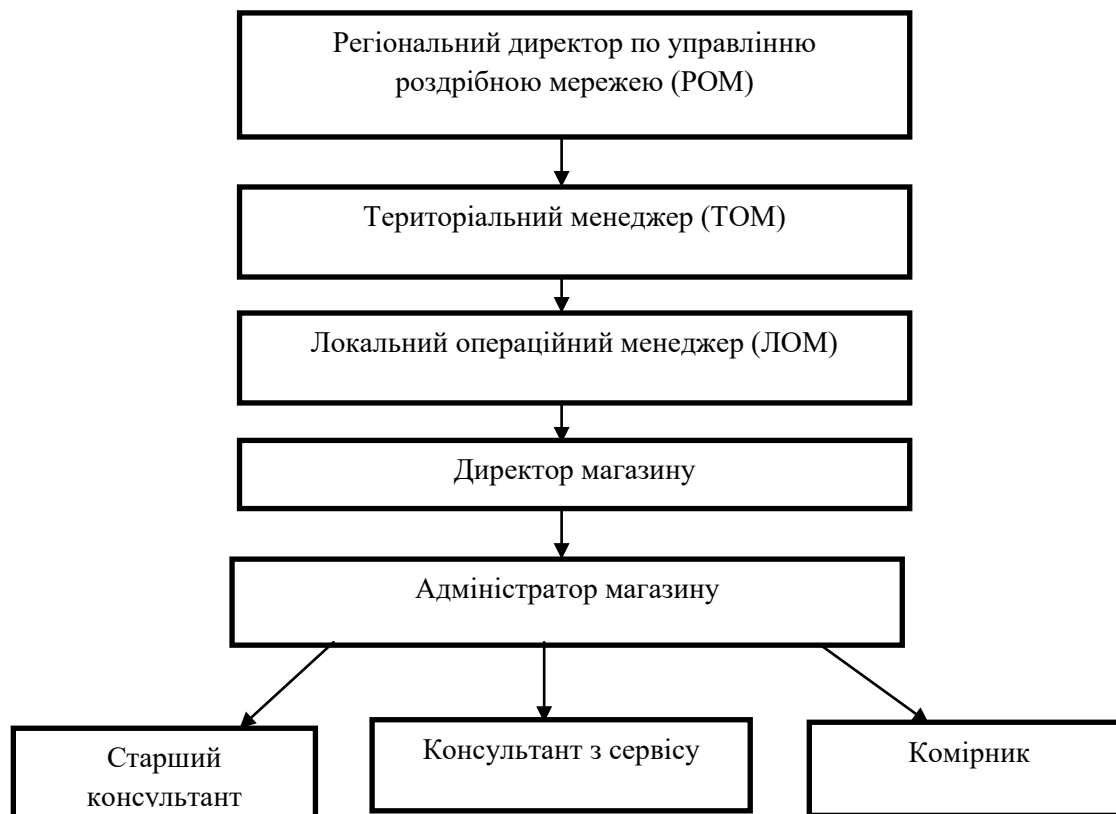 Регіональний директор по управлінню
роздрібною мережею (РОМ)
Територіальний менеджер (ТОМ)
Локальний операційний менеджер (ЛОМ)
Директор магазину
Адміністратор магазину
Старший
консультант
Консультант з сервісу
Комірник